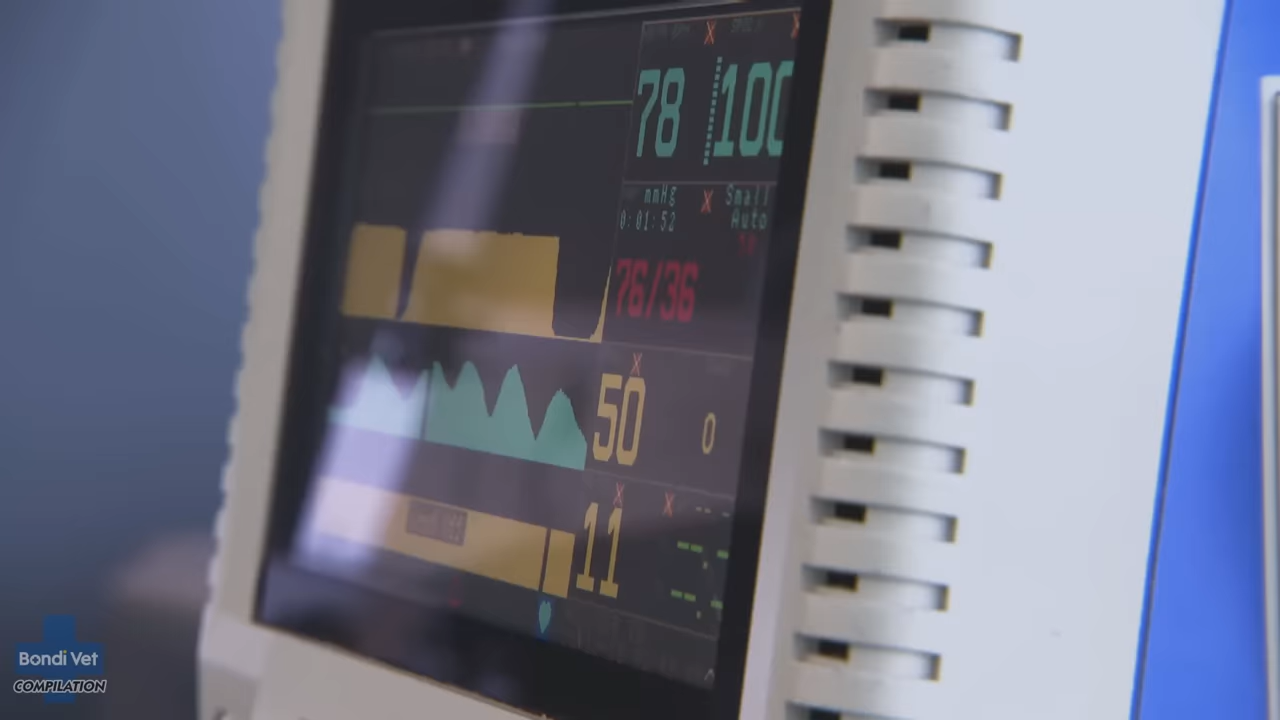 78 100
mmHg Small
0:01:52 Auto
76/36
50 0
11
Bondi Vet
COMPILATION